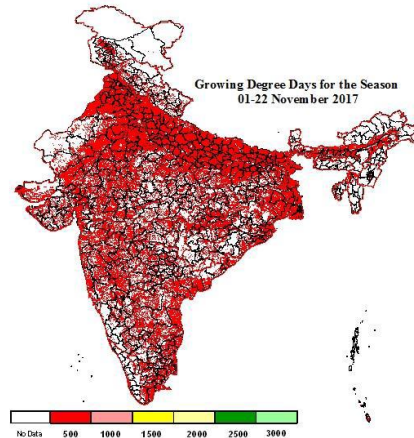 Growing Degree Days for the Season
01-22 November 2017
No Data 500 1000 1500 2000 2500 3000